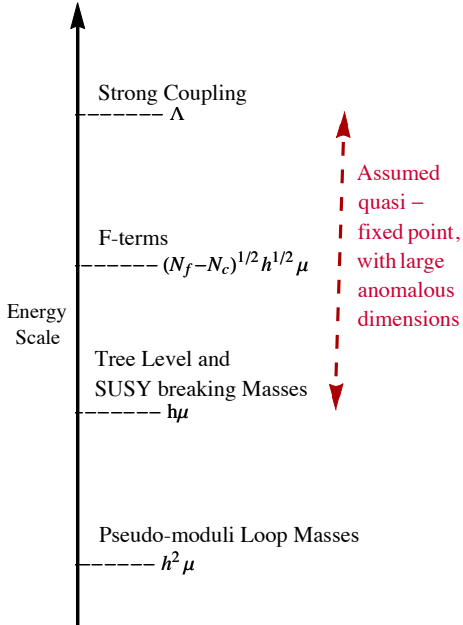 Strong Coupling
Λ
Assumed
quasi –
fixed point,
with large
anomalous
dimensions
F-terms
(N_f–N_c)^{1/2} h^{1/2} μ
Energy
Scale
Tree Level and
SUSY breaking Masses
hμ
Pseudo-moduli Loop Masses
h² μ